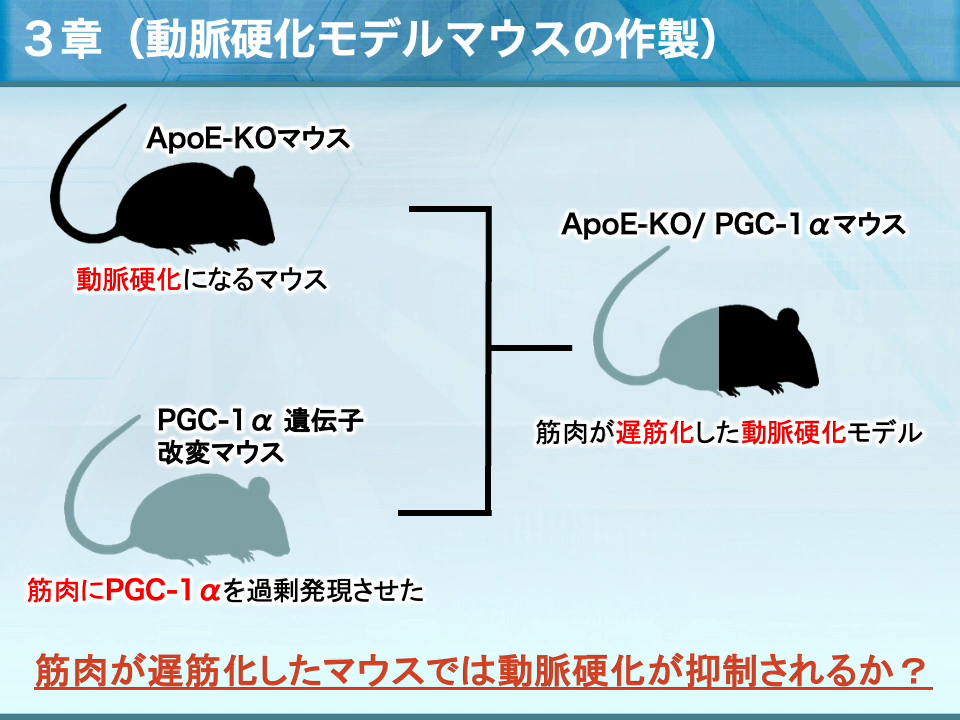 ３章（動脈硬化モデルマウスの作製）
ApoE-KOマウス
動脈硬化になるマウス
PGC-1α 遺伝子
改変マウス
筋肉にPGC-1αを過剰発現させた
ApoE-KO/ PGC-1αマウス
筋肉が遅筋化した動脈硬化モデル
筋肉が遅筋化したマウスでは動脈硬化が抑制されるか？